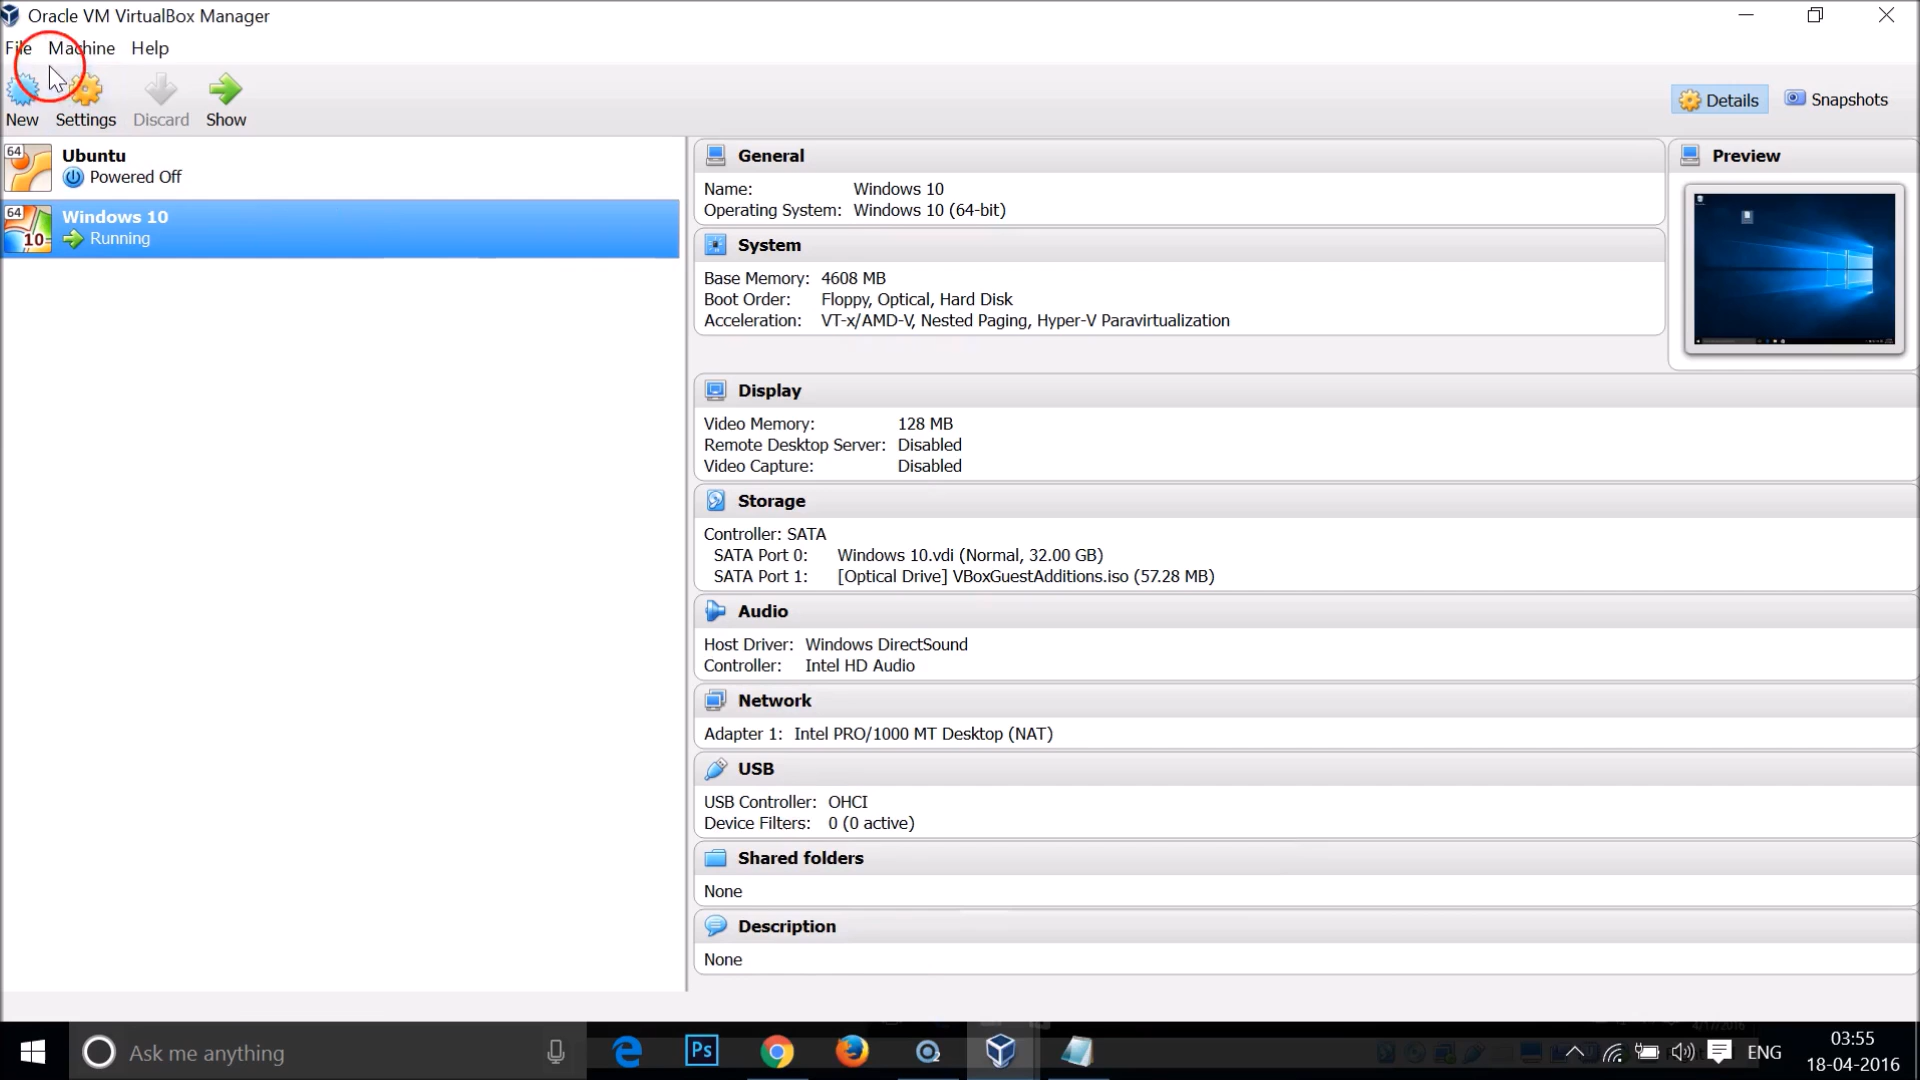 Oracle VM VirtualBox Manager
File Machine Help
New Settings Discard Show
Details Snapshots
64
Ubuntu
Powered Off
64
10
Windows 10
Running
General
Name: Windows 10
Operating System: Windows 10 (64-bit)
Preview
System
Base Memory: 4608 MB
Boot Order: Floppy, Optical, Hard Disk
Acceleration: VT-x/AMD-V, Nested Paging, Hyper-V Paravirtualization
Display
Video Memory: 128 MB
Remote Desktop Server: Disabled
Video Capture: Disabled
Storage
Controller: SATA
SATA Port 0: Windows 10.vdi (Normal, 32.00 GB)
SATA Port 1: [Optical Drive] VBoxGuestAdditions.iso (57.28 MB)
Audio
Host Driver: Windows DirectSound
Controller: Intel HD Audio
Network
Adapter 1: Intel PRO/1000 MT Desktop (NAT)
USB
USB Controller: OHCI
Device Filters: 0 (0 active)
Shared folders
None
Description
None
Ask me anything
Ps
ENG
03:55
18-04-2016